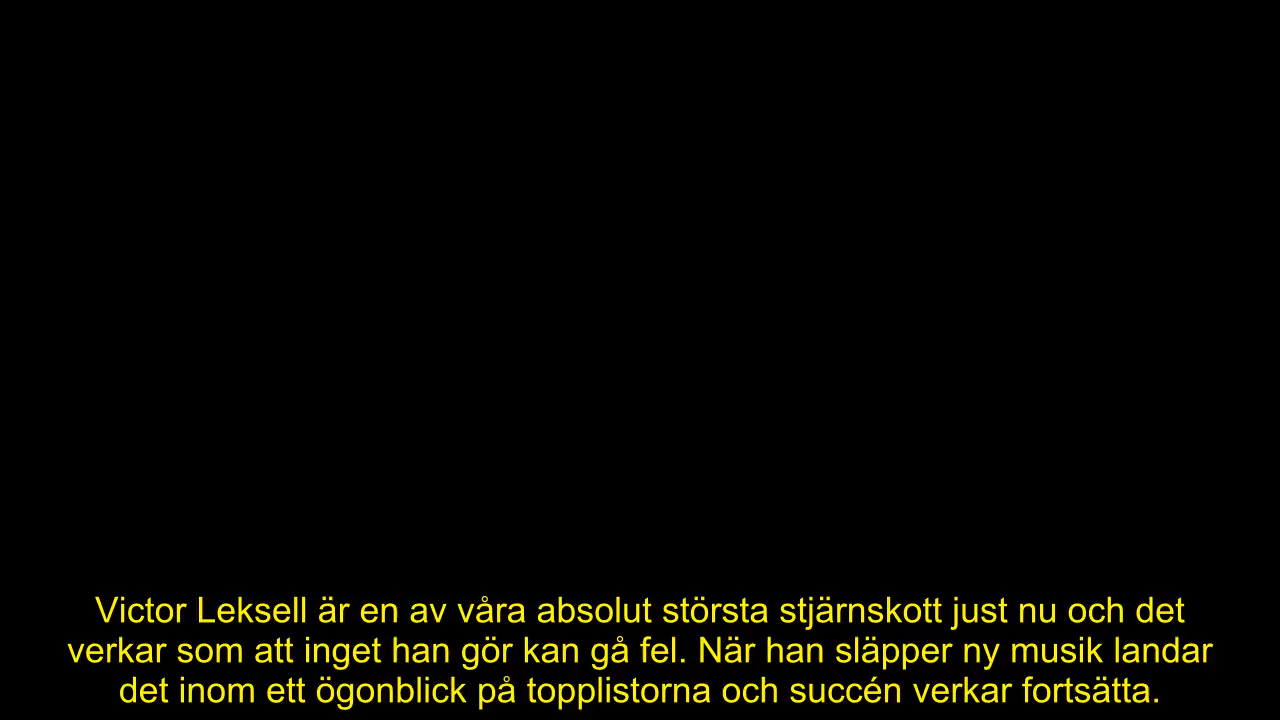 Victor Leksell är en av våra absolut största stjärnskott just nu och det
verkar som att inget han gör kan gå fel. När han släpper ny musik landar
det inom ett ögonblick på topplistorna och succén verkar fortsätta.